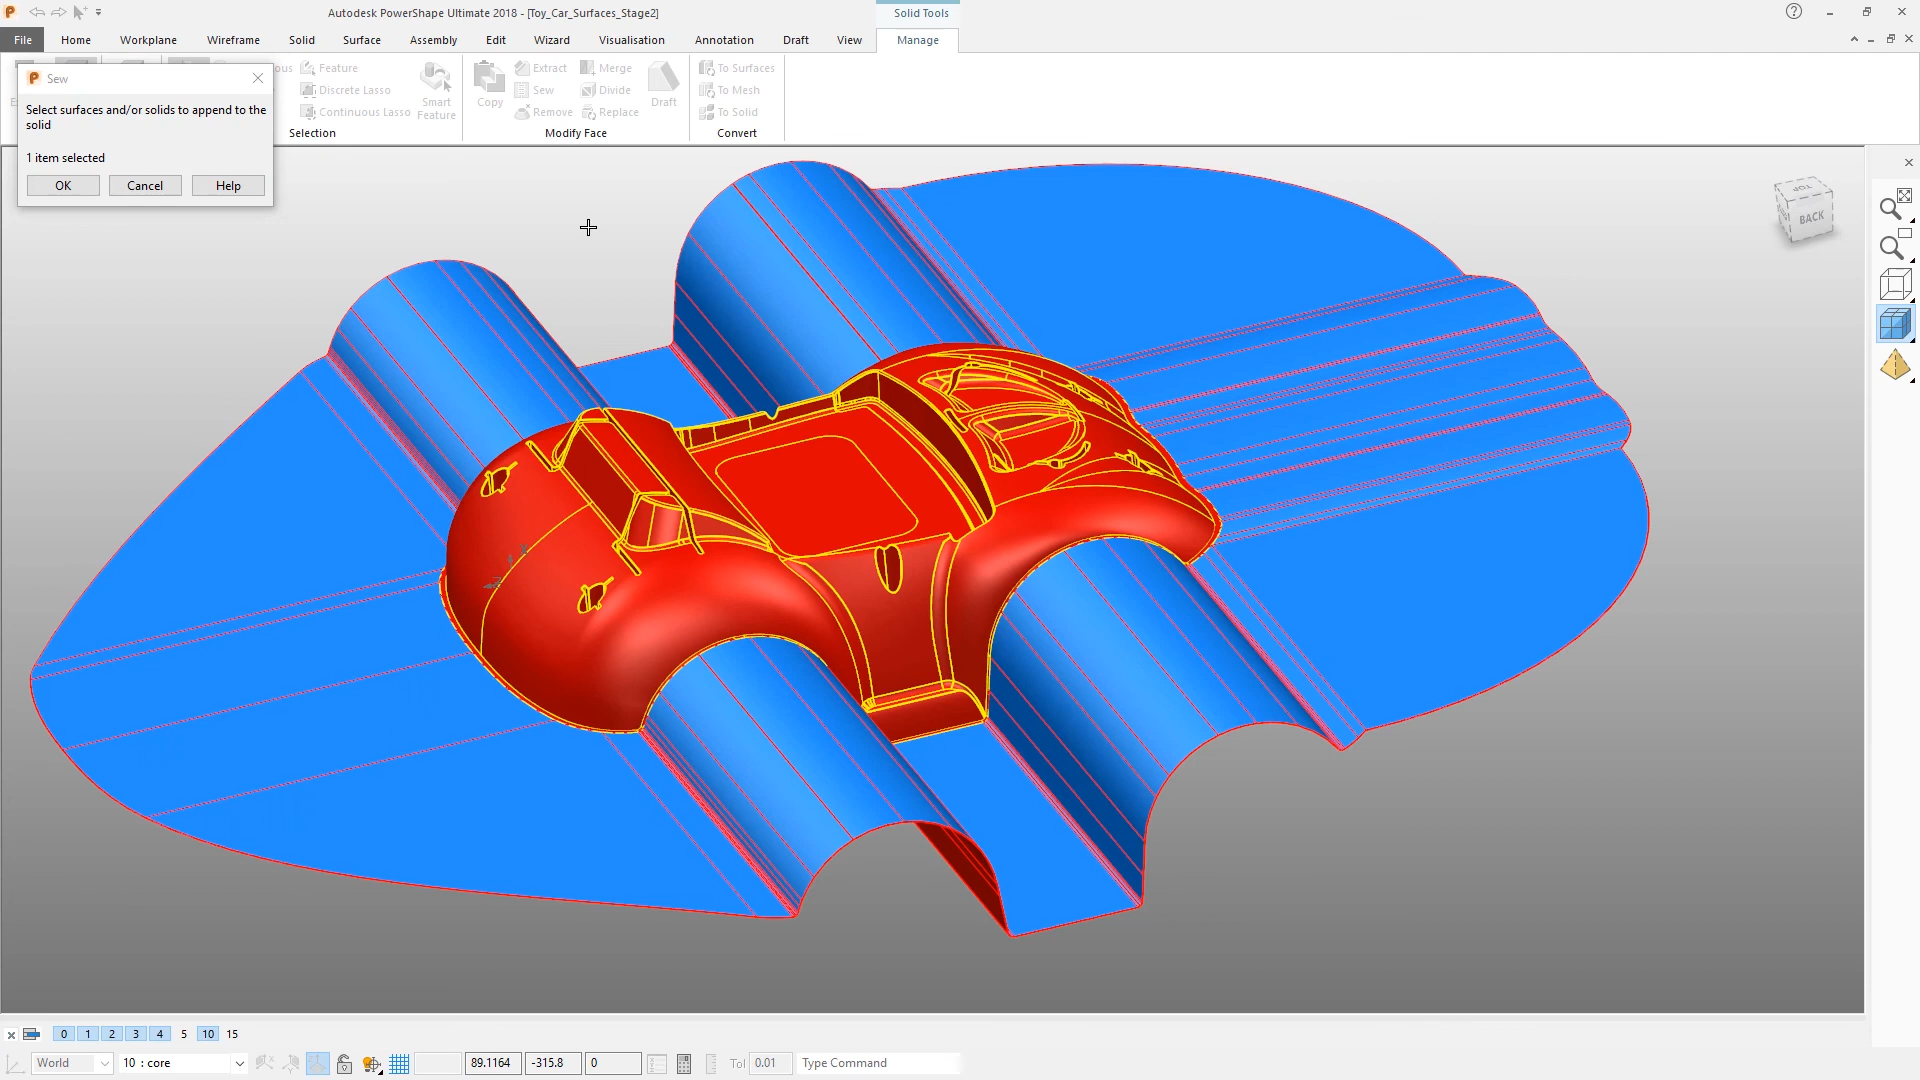 Autodesk PowerShape Ultimate 2018 - [Toy_Car_Surfaces_Stage2]
Solid Tools
File Home Workplane Wireframe Solid Surface Assembly Edit Wizard Visualisation Annotation Draft View Manage
Sew
Select surfaces and/or solids to append to the
solid
1 item selected
OK Cancel Help
Feature
Discrete Lasso
Continuous Lasso
Smart
Feature
Selection
Copy
Extract
Sew
Remove
Merge
Divide
Replace
Draft
Modify Face
To Surfaces
To Mesh
To Solid
Convert
TOP
BACK
0 1 2 3 4 5 10 15
World 10 : core 89.1164 -315.8 0 Tol 0.01 Type Command